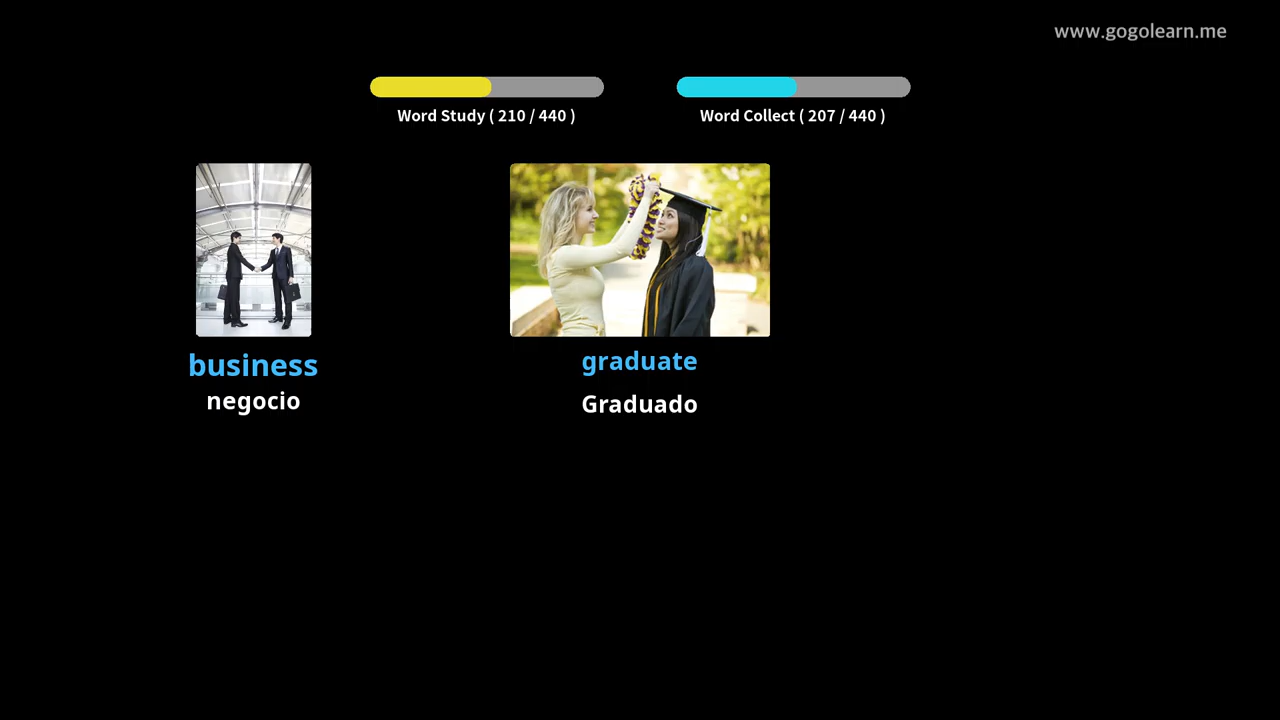 www.gogolearn.me
Word Study ( 210 / 440 )
Word Collect ( 207 / 440 )
business
negocio
graduate
Graduado